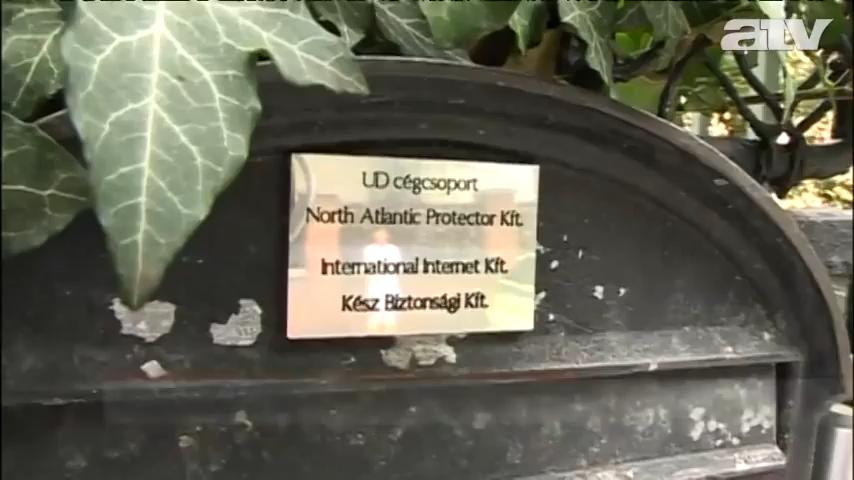 atv
UD cégcsoport
North Atlantic Protector Kft.
International Internet Kft.
Kész Biztonsági Kft.